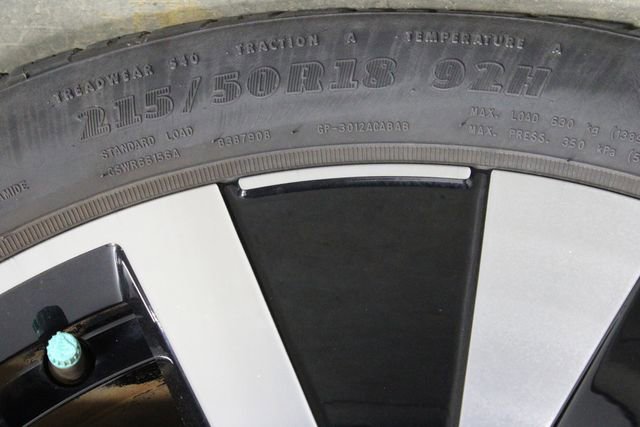 TREADWEAR 540 TRACTION A TEMPERATURE A
215/50R18 92H
STANDARD LOAD 8387908 GP-3012ACABAB
MAX. LOAD 630 kg
MAX. PRESS. 350 kPa